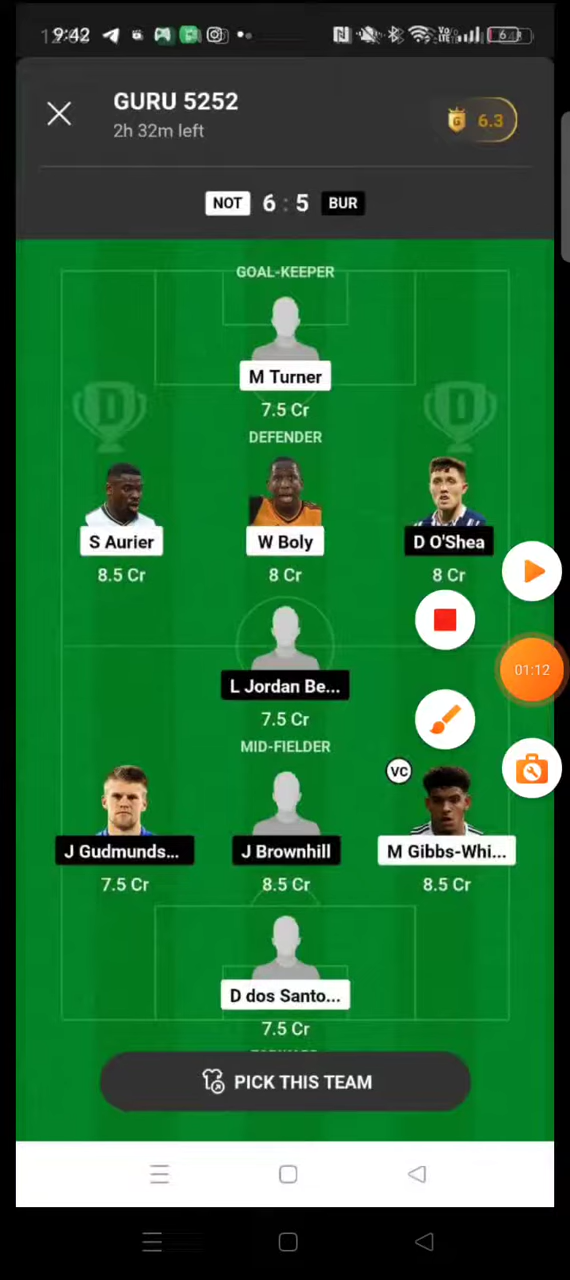 9:42
GURU 5252
2h 32m left
6.3
NOT 6 : 5 BUR
GOAL-KEEPER
M Turner
7.5 Cr
DEFENDER
S Aurier W Boly D O'Shea
8.5 Cr 8 Cr 8 Cr
L Jordan Be...
7.5 Cr
01:12
MID-FIELDER
VC
J Gudmunds... J Brownhill M Gibbs-Whi...
7.5 Cr 8.5 Cr 8.5 Cr
D dos Santo...
7.5 Cr
PICK THIS TEAM